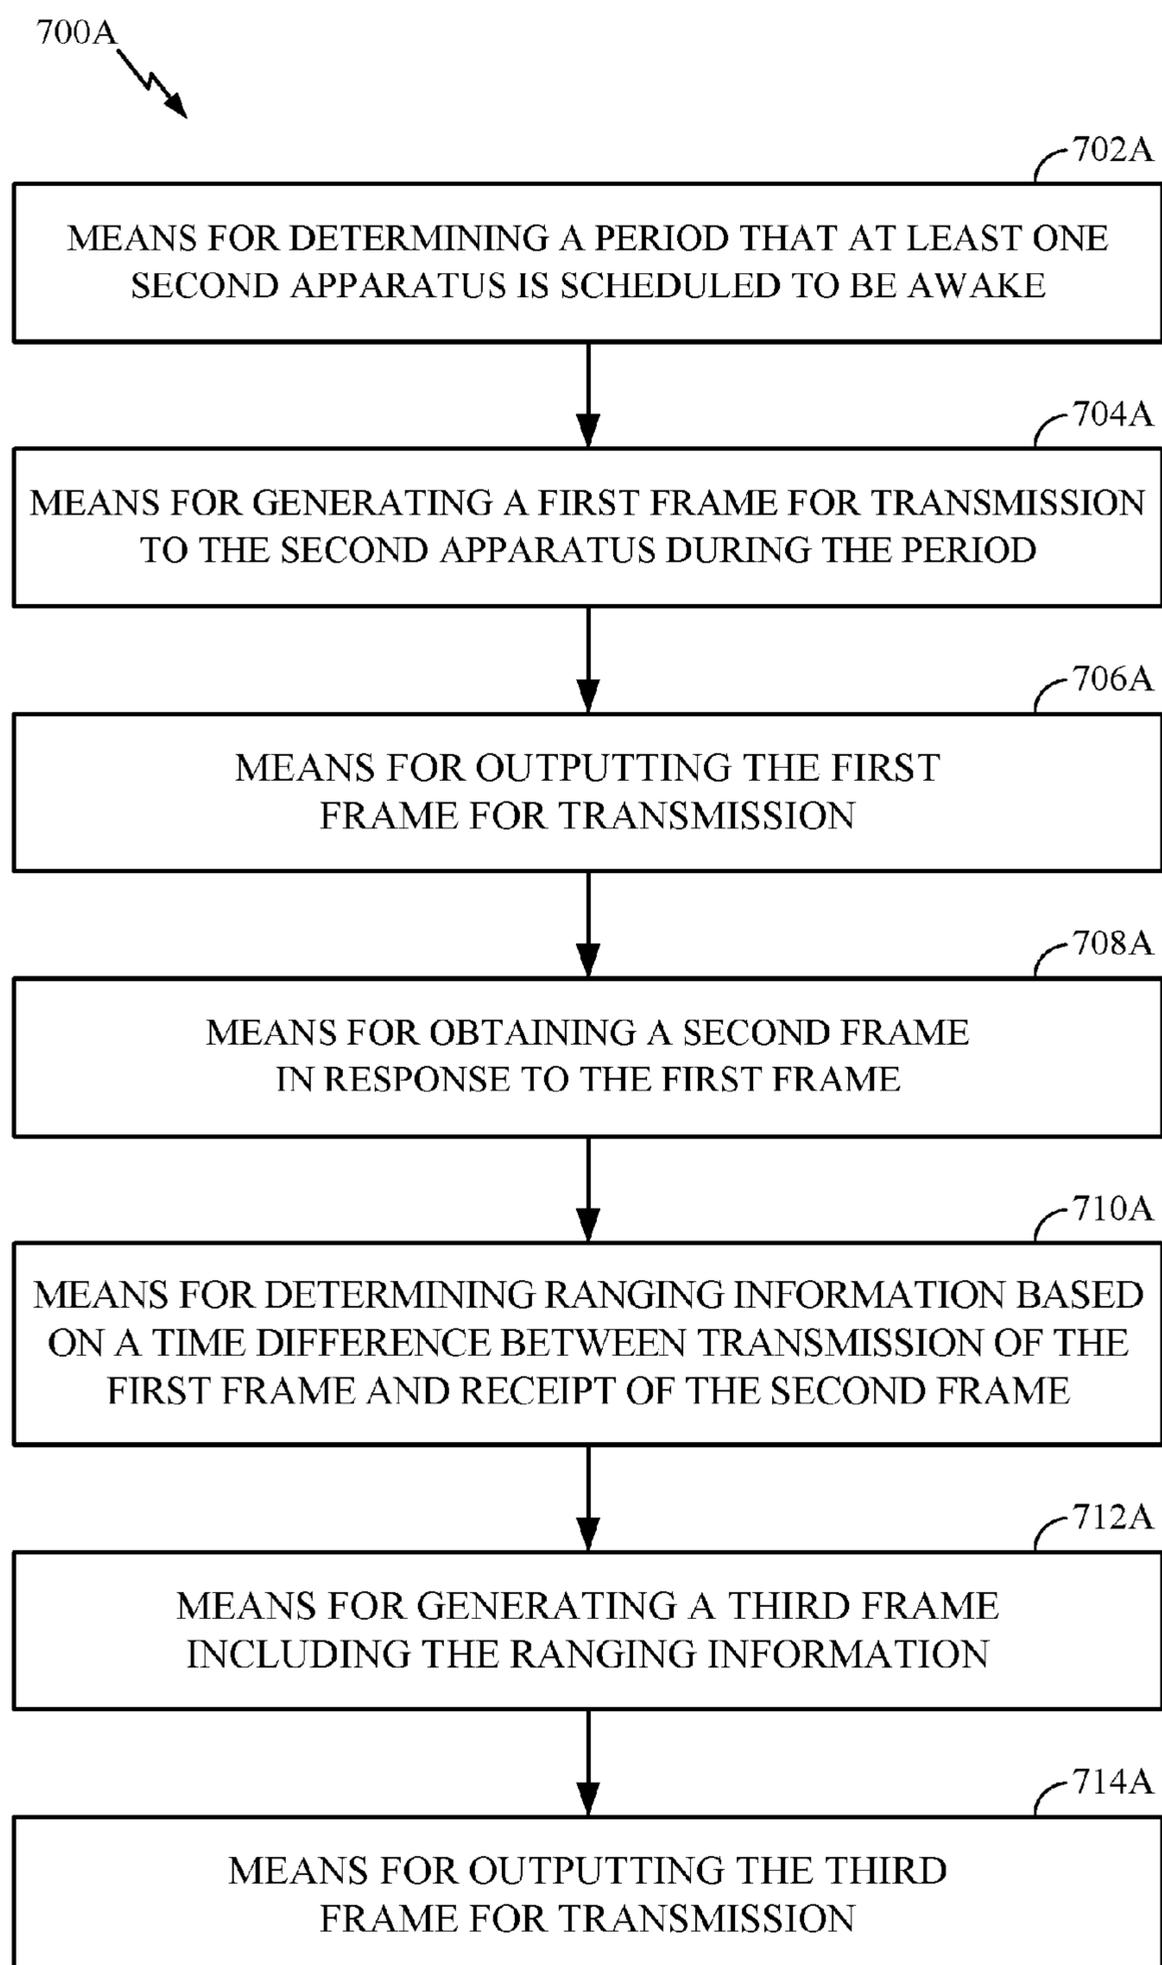 700A
702A
MEANS FOR DETERMINING A PERIOD THAT AT LEAST ONE
SECOND APPARATUS IS SCHEDULED TO BE AWAKE
704A
MEANS FOR GENERATING A FIRST FRAME FOR TRANSMISSION
TO THE SECOND APPARATUS DURING THE PERIOD
706A
MEANS FOR OUTPUTTING THE FIRST
FRAME FOR TRANSMISSION
708A
MEANS FOR OBTAINING A SECOND FRAME
IN RESPONSE TO THE FIRST FRAME
710A
MEANS FOR DETERMINING RANGING INFORMATION BASED
ON A TIME DIFFERENCE BETWEEN TRANSMISSION OF THE
FIRST FRAME AND RECEIPT OF THE SECOND FRAME
712A
MEANS FOR GENERATING A THIRD FRAME
INCLUDING THE RANGING INFORMATION
714A
MEANS FOR OUTPUTTING THE THIRD
FRAME FOR TRANSMISSION